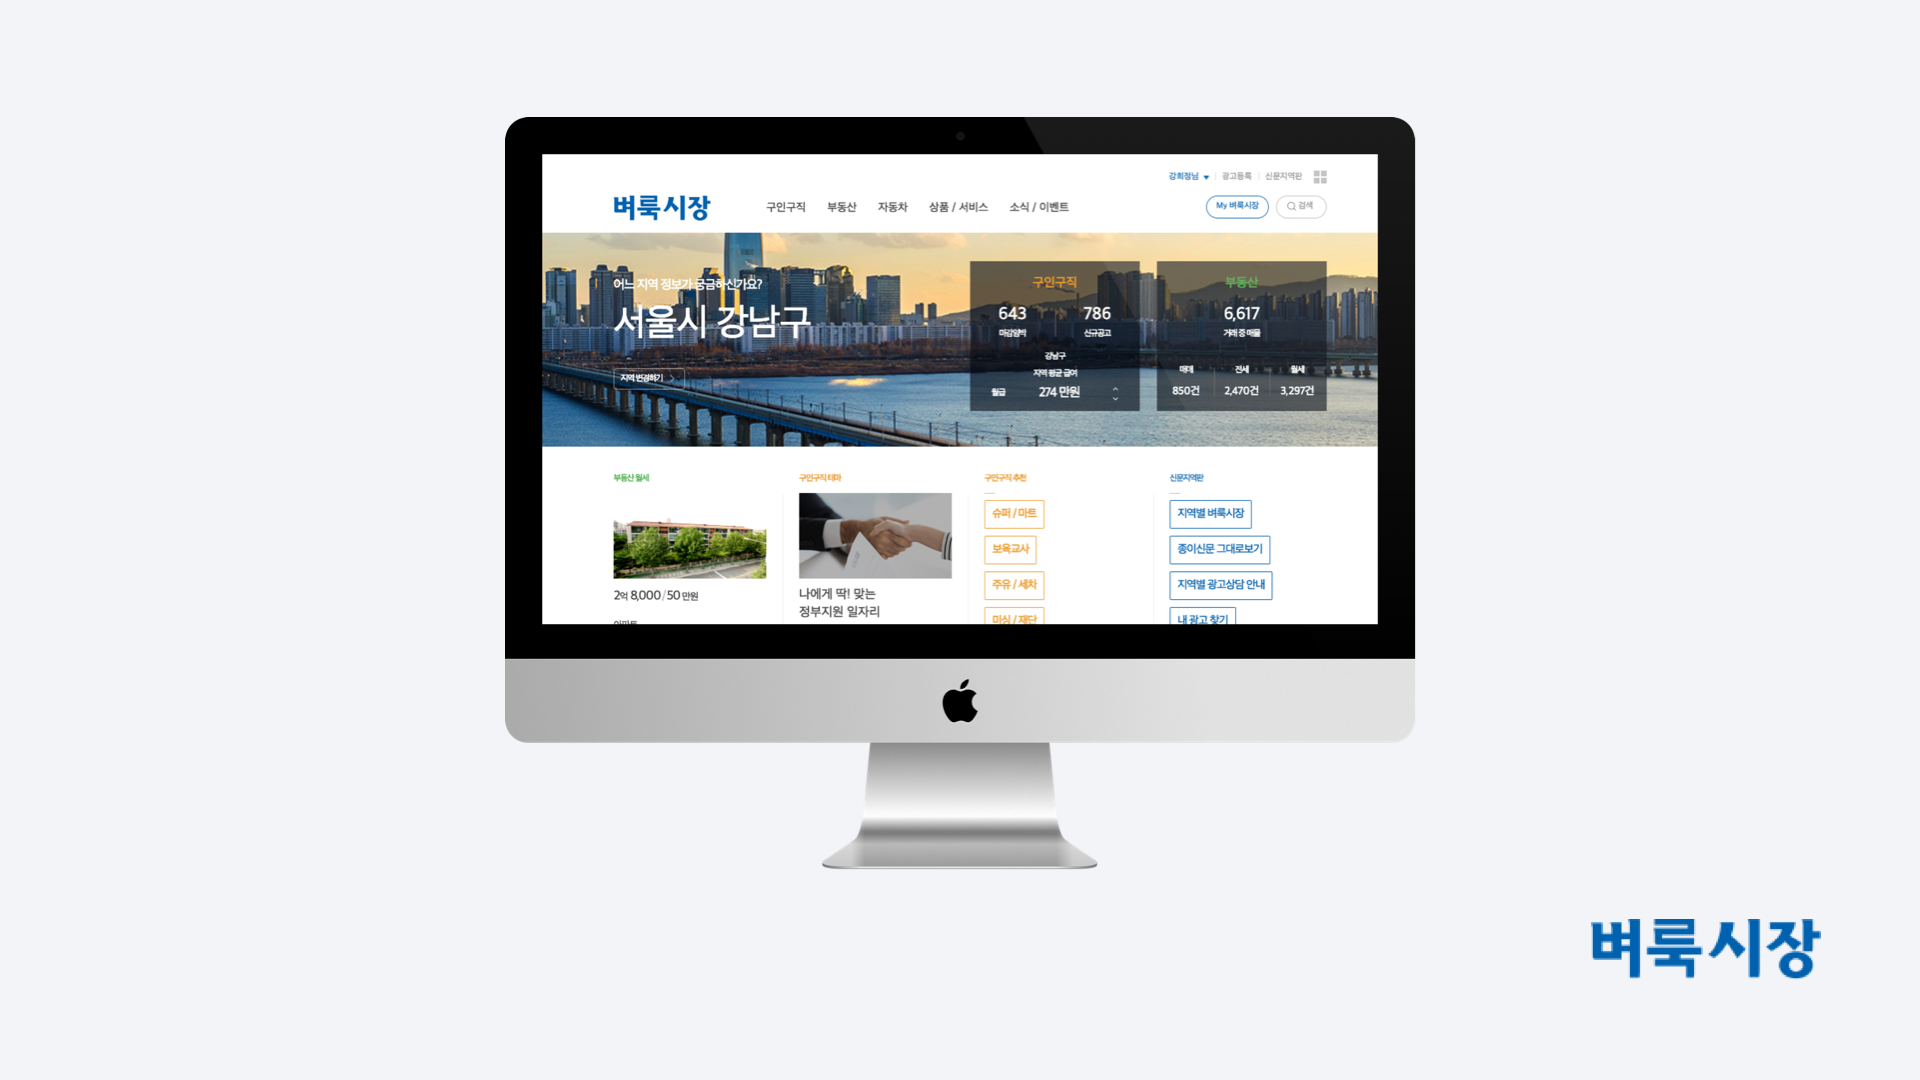 강희정님
광고등록
신문지역판
벼룩시장
구인구직
부동산
자동차
상품 / 서비스
소식 / 이벤트
My 벼룩시장
검색
어느 지역 정보가 궁금하신가요?
서울시 강남구
지역 변경하기
구인구직
643
786
마감임박
신규공고
강남구
지역 평균 급여
월급
274 만원
부동산
6,617
거래 중 매물
매매
전세
월세
850건
2,470건
3,297건
부동산 월세
2억 8,000 / 50 만원
아파트
구인구직 테마
나에게 딱! 맞는
정부지원 일자리
구인구직 추천
슈퍼 / 마트
보육교사
주유 / 세차
미싱 / 재단
신문지역판
지역별 벼룩시장
종이신문 그대로보기
지역별 광고상담 안내
내 광고 찾기
벼룩시장